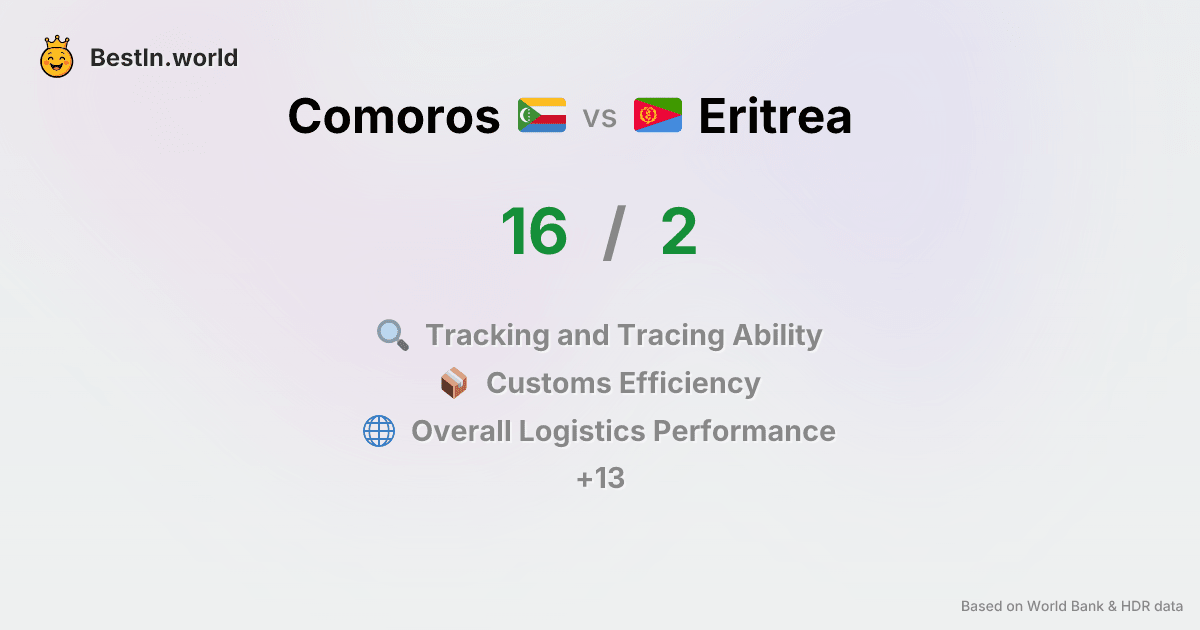 BestIn.world
Comoros vs Eritrea
16 / 2
Tracking and Tracing Ability
Customs Efficiency
Overall Logistics Performance
+13
Based on World Bank & HDR data